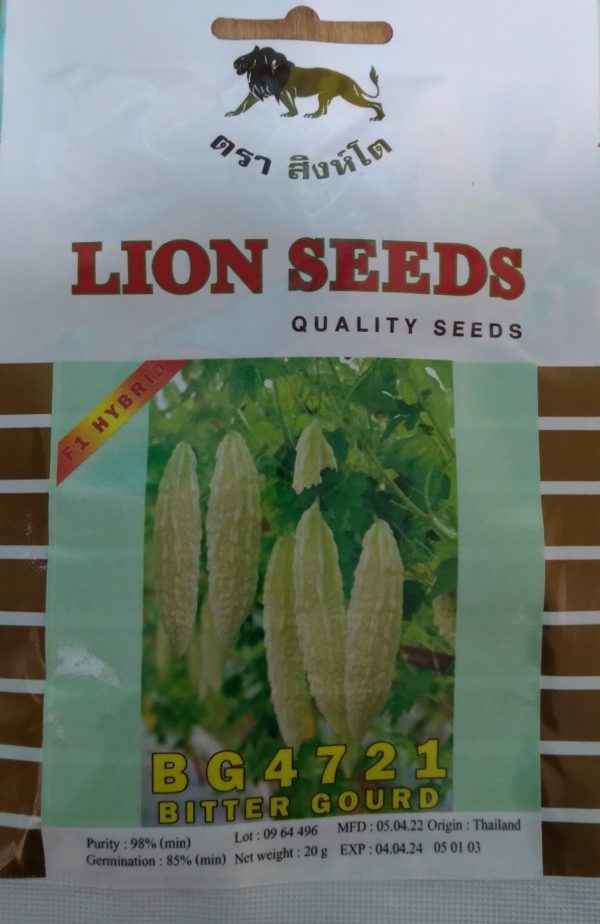 ตรา สิงห์โต
LION SEEDS
QUALITY SEEDS
F1 HYBRID
BG4721
BITTER GOURD
Purity : 98% (min) Lot : 09 64 496 MFD : 05.04.22 Origin : Thailand
Germination : 85% (min) Net weight : 20 g EXP : 04.04.24 05 01 03